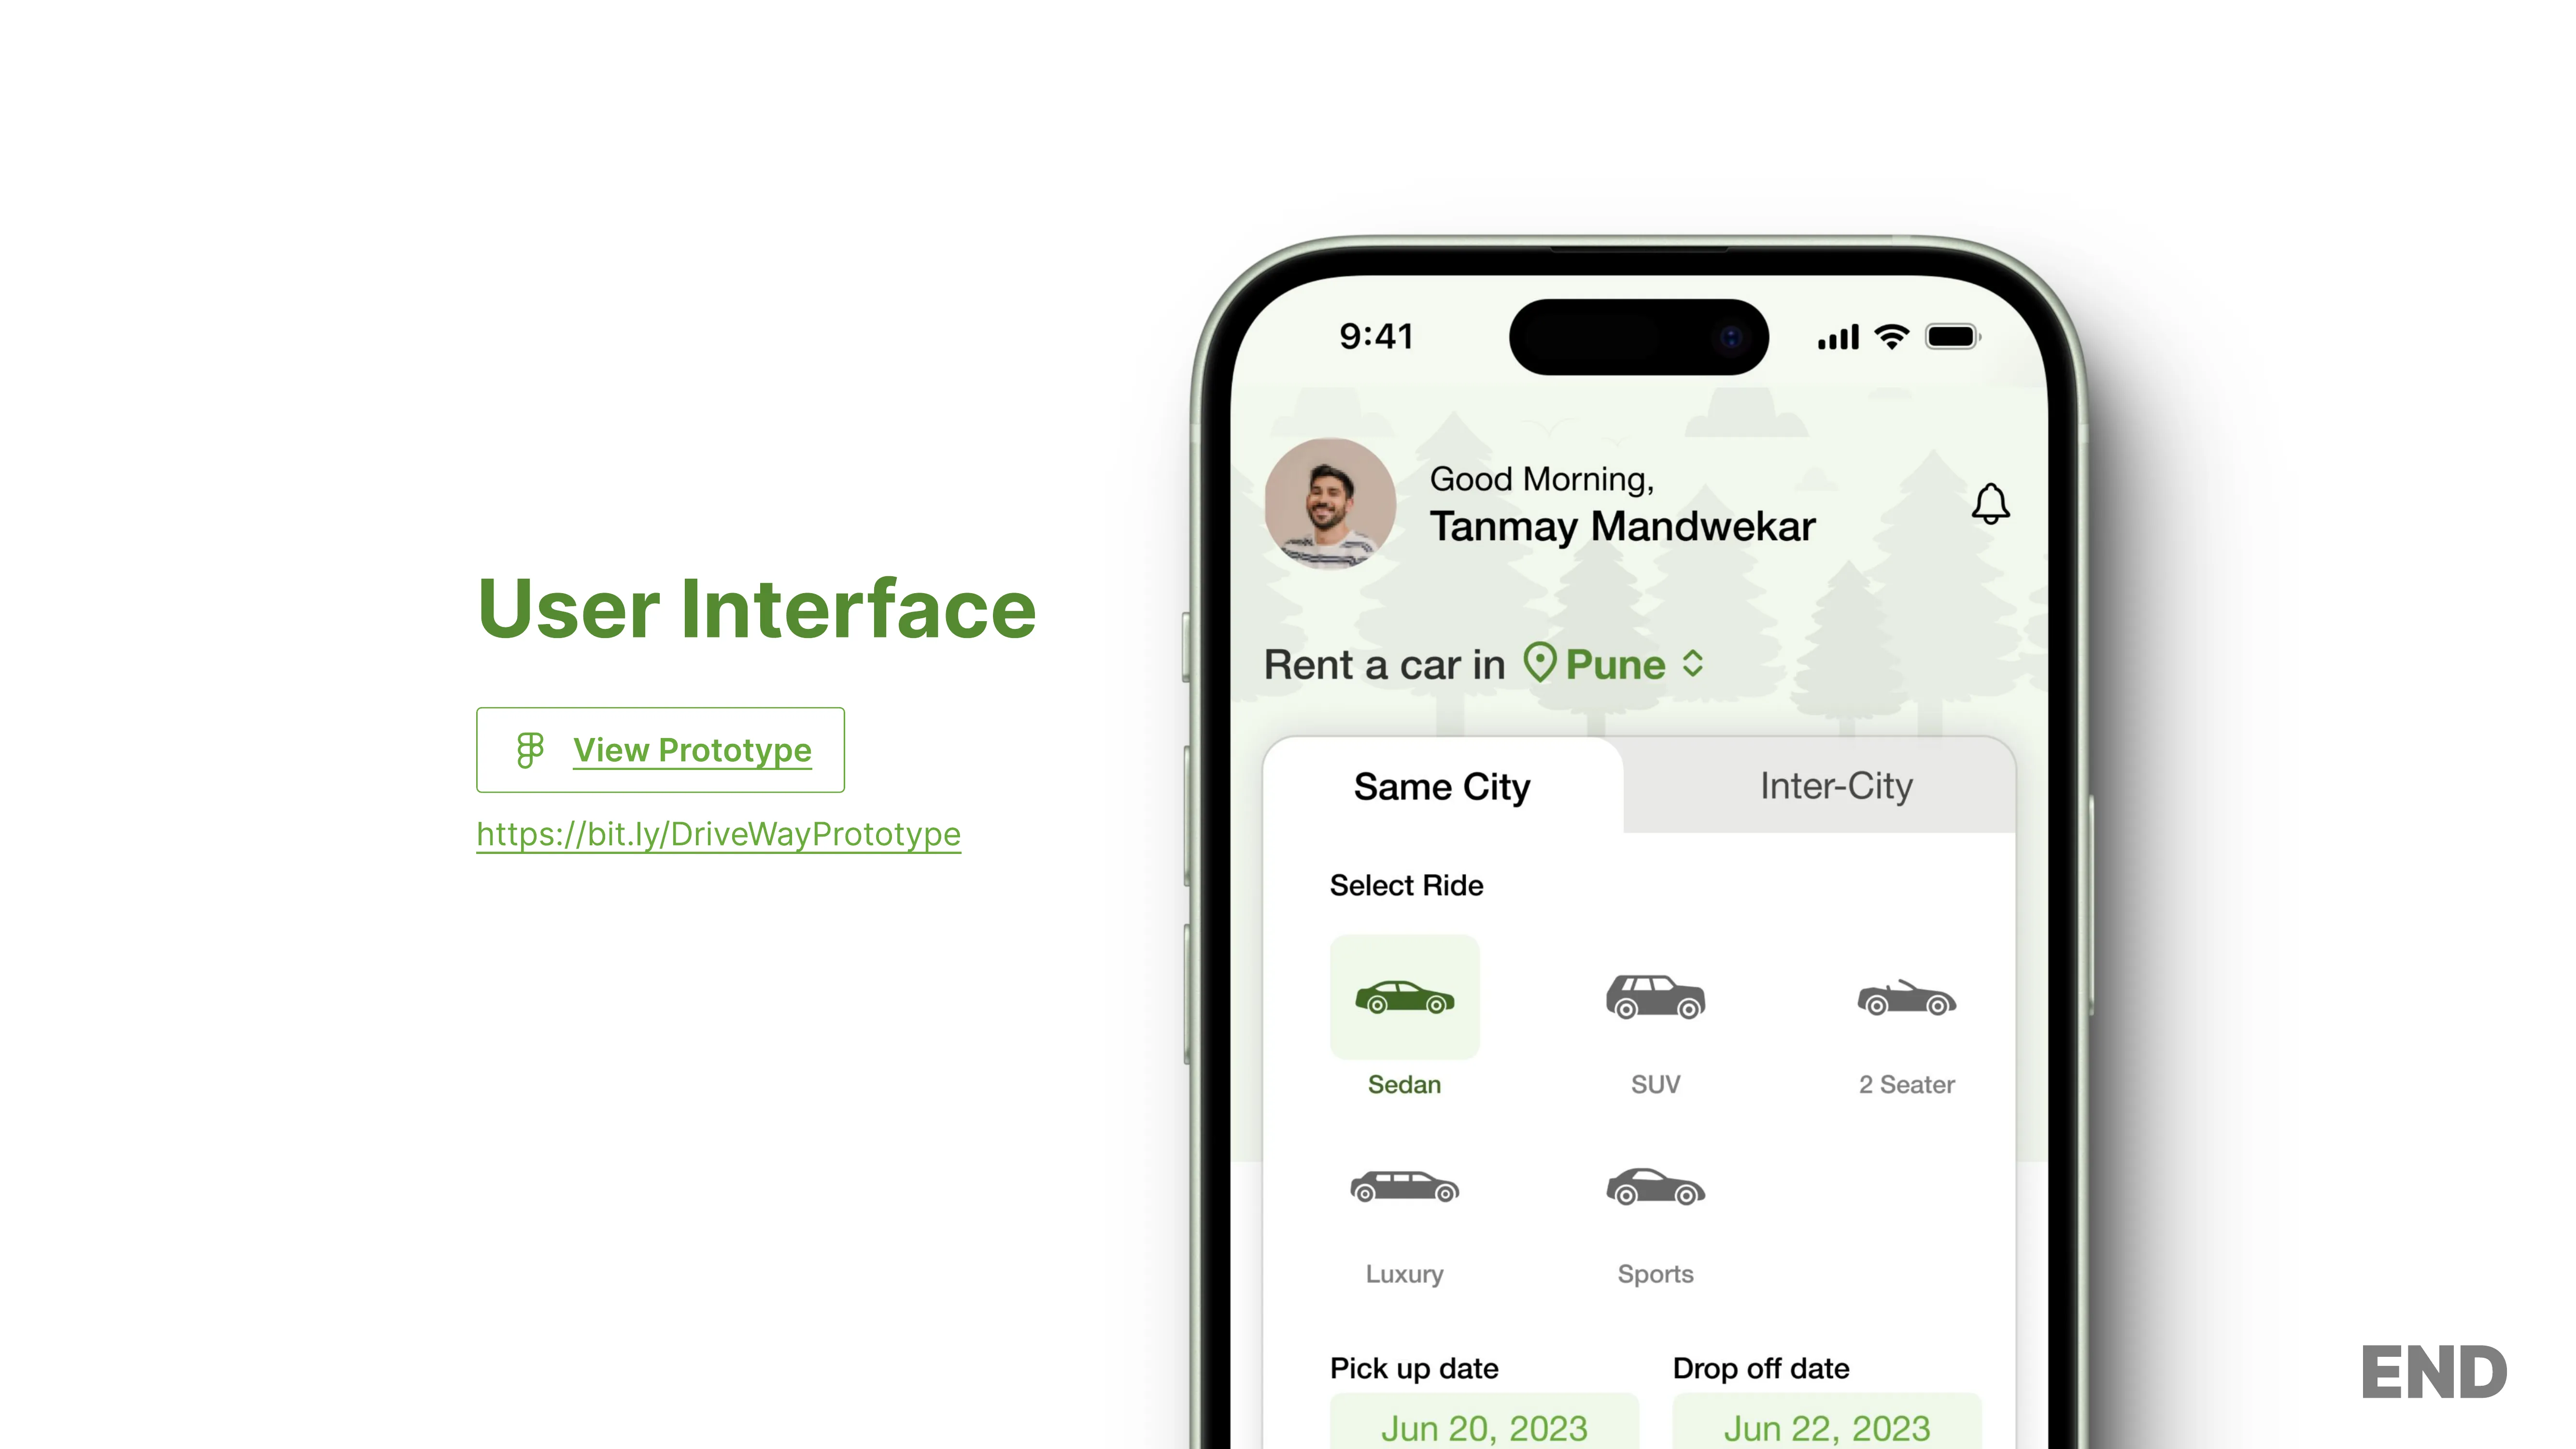 User Interface
View Prototype
https://bit.ly/DriveWayPrototype
9:41
Good Morning,
Tanmay Mandwekar
Rent a car in Pune
Same City
Inter-City
Select Ride
Sedan
SUV
2 Seater
Luxury
Sports
Pick up date
Drop off date
Jun 20, 2023
Jun 22, 2023
END